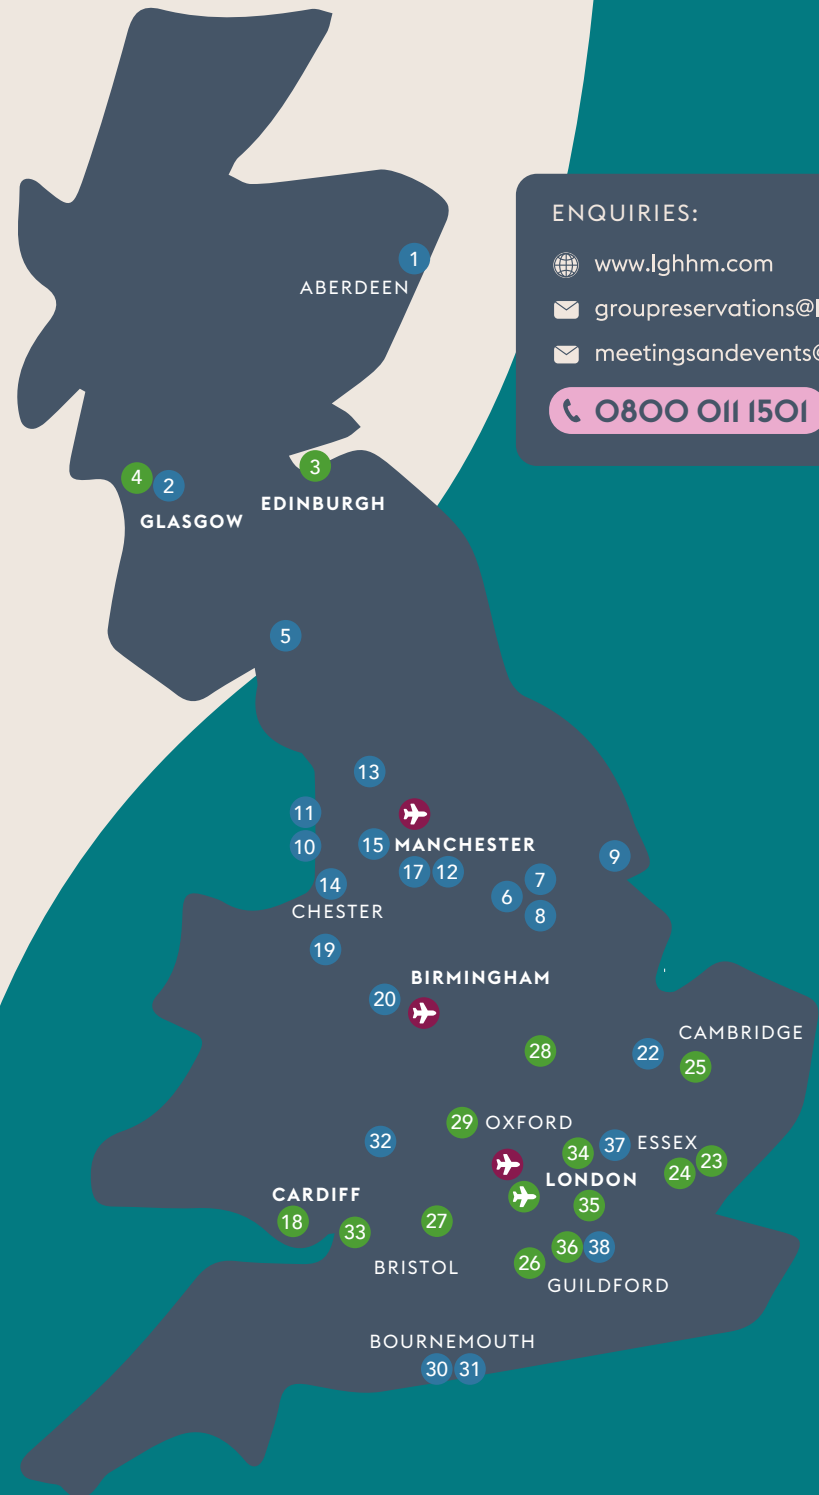 ENQUIRIES:
www.lghhm.com
groupreservations@
meetingsandevents@
0800 011 1501
1
ABERDEEN
4 2
3
GLASGOW
EDINBURGH
5
13
11
10
15 MANCHESTER
9
17 12
7
14
6
8
CHESTER
19
BIRMINGHAM
20
CAMBRIDGE
28
22
25
29 OXFORD
32
34 37 ESSEX
24 23
LONDON
CARDIFF
35
18
33
27
BRISTOL
36 38
26
GUILDFORD
BOURNEMOUTH
30 31